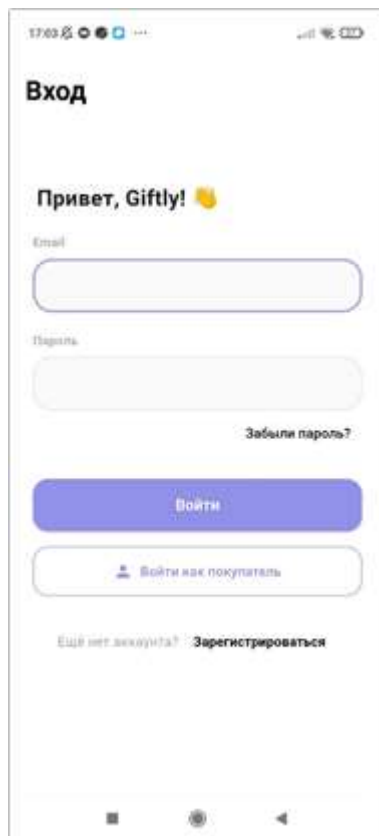 17:03
Вход
Привет, Giftly! 👋
Email
Пароль
Забыли пароль?
Войти
Войти как покупатель
Ещё нет аккаунта? Зарегистрироваться